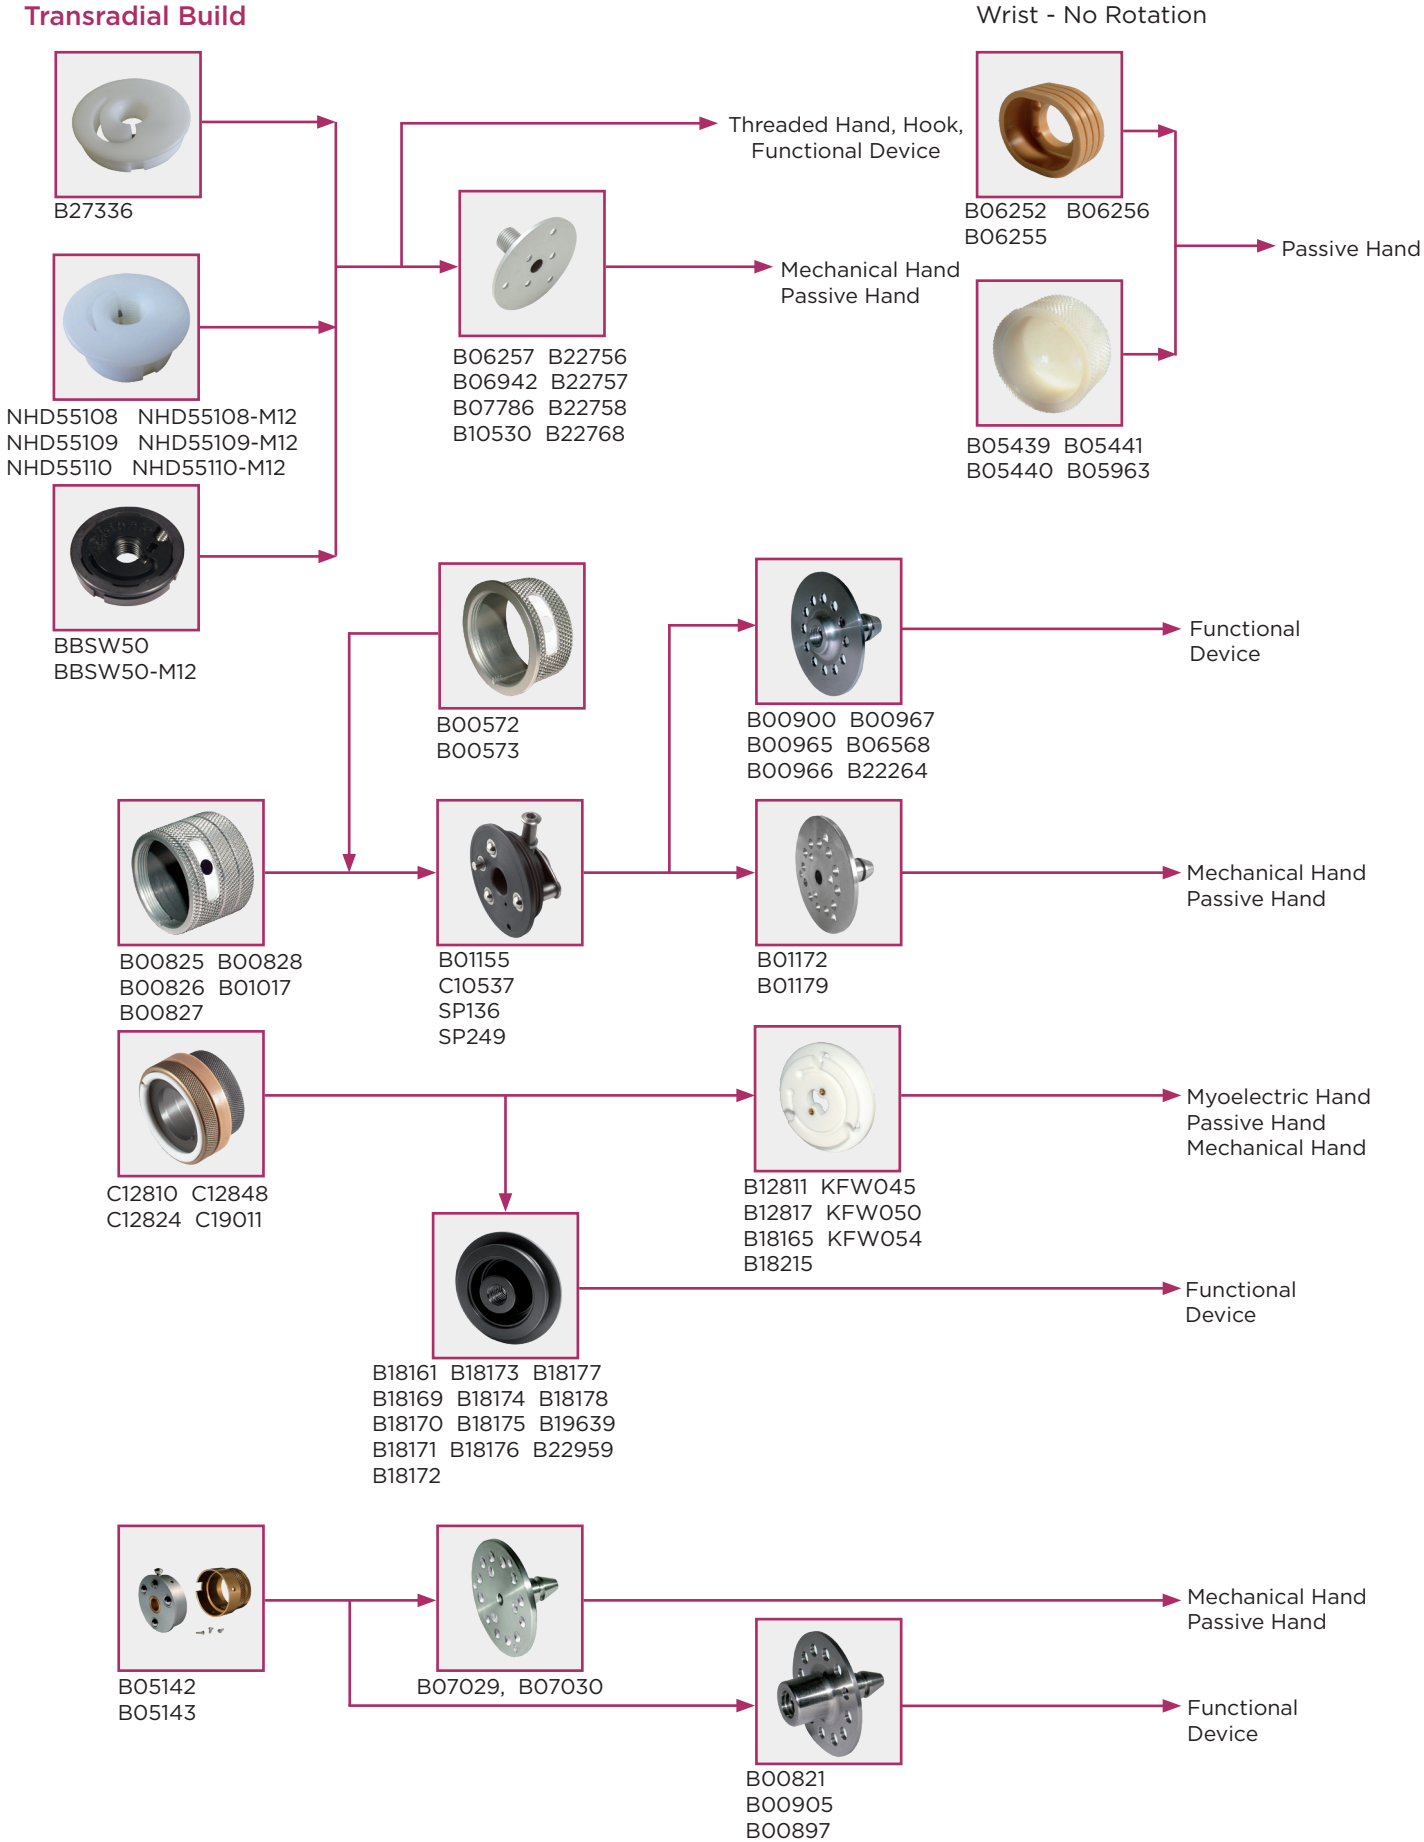 Transradial Build
Wrist - No Rotation
B27336
Threaded Hand, Hook,
Functional Device
B06252 B06256
B06255
Passive Hand
Mechanical Hand
Passive Hand
B06257 B22756
B06942 B22757
B07786 B22758
B10530 B22768
NHD55108 NHD55108-M12
NHD55109 NHD55109-M12
NHD55110 NHD55110-M12
B05439 B05441
B05440 B05963
BBSW50
BBSW50-M12
B00572
B00573
Functional
Device
B00900 B00967
B00965 B06568
B00966 B22264
Mechanical Hand
Passive Hand
B00825 B00828
B00826 B01017
B00827
B01155
C10537
SP136
SP249
B01172
B01179
Myoelectric Hand
Passive Hand
Mechanical Hand
C12810 C12848
C12824 C19011
B12811 KFW045
B12817 KFW050
B18165 KFW054
B18215
Functional
Device
B18161 B18173 B18177
B18169 B18174 B18178
B18170 B18175 B19639
B18171 B18176 B22959
B18172
Mechanical Hand
Passive Hand
B05142
B05143
B07029, B07030
Functional
Device
B00821
B00905
B00897